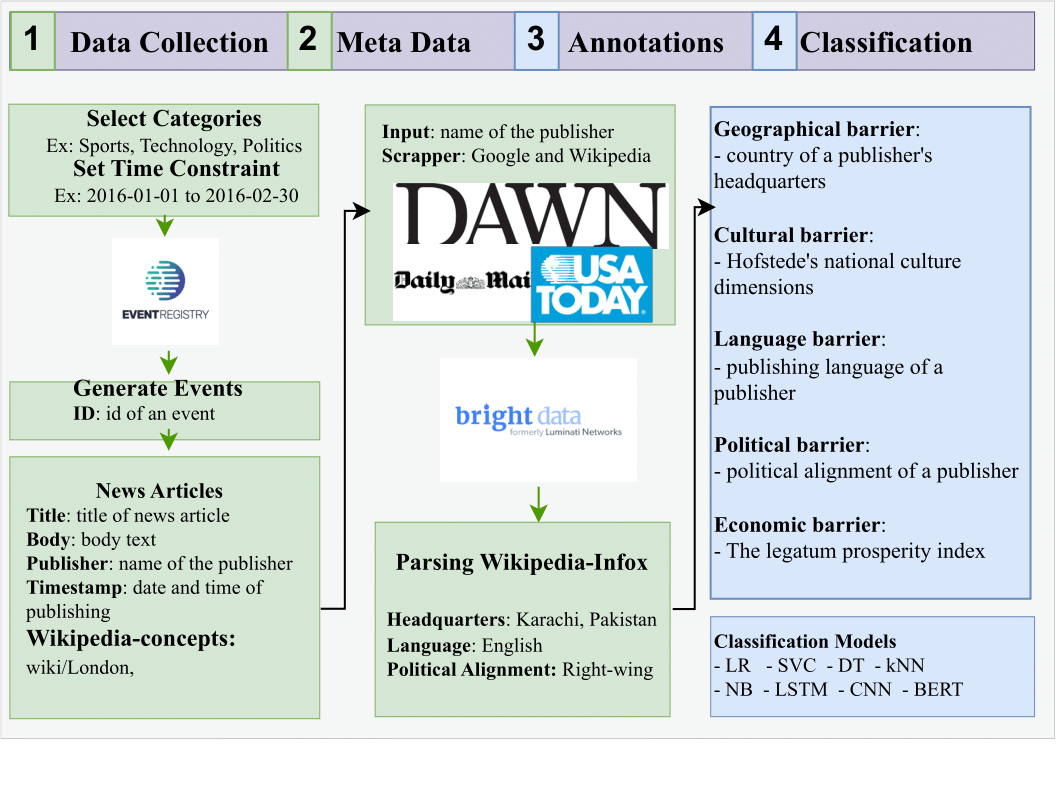 1 Data Collection 2 Meta Data 3 Annotations 4 Classification
Select Categories
Ex: Sports, Technology, Politics
Set Time Constraint
Ex: 2016-01-01 to 2016-02-30
EVENTREGISTRY
Generate Events
ID: id of an event
News Articles
Title: title of news article
Body: body text
Publisher: name of the publisher
Timestamp: date and time of
publishing
Wikipedia-concepts:
wiki/London,
Input: name of the publisher
Scrapper: Google and Wikipedia
DAWN
Daily Mai
USA
TODAY.
bright data
formerly Luminati Networks
Parsing Wikipedia-Infox
Headquarters: Karachi, Pakistan
Language: English
Political Alignment: Right-wing
Geographical barrier:
- country of a publisher's
headquarters
Cultural barrier:
- Hofstede's national culture
dimensions
Language barrier:
- publishing language of a
publisher
Political barrier:
- political alignment of a publisher
Economic barrier:
- The legatum prosperity index
Classification Models
- LR - SVC - DT - kNN
- NB - LSTM - CNN - BERT